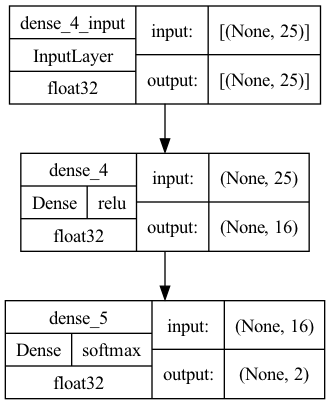 dense_4_input input: [(None, 25)]
InputLayer
float32 output: [(None, 25)]
dense_4 input: (None, 25)
Dense relu
float32 output: (None, 16)
dense_5 input: (None, 16)
Dense softmax
float32 output: (None, 2)